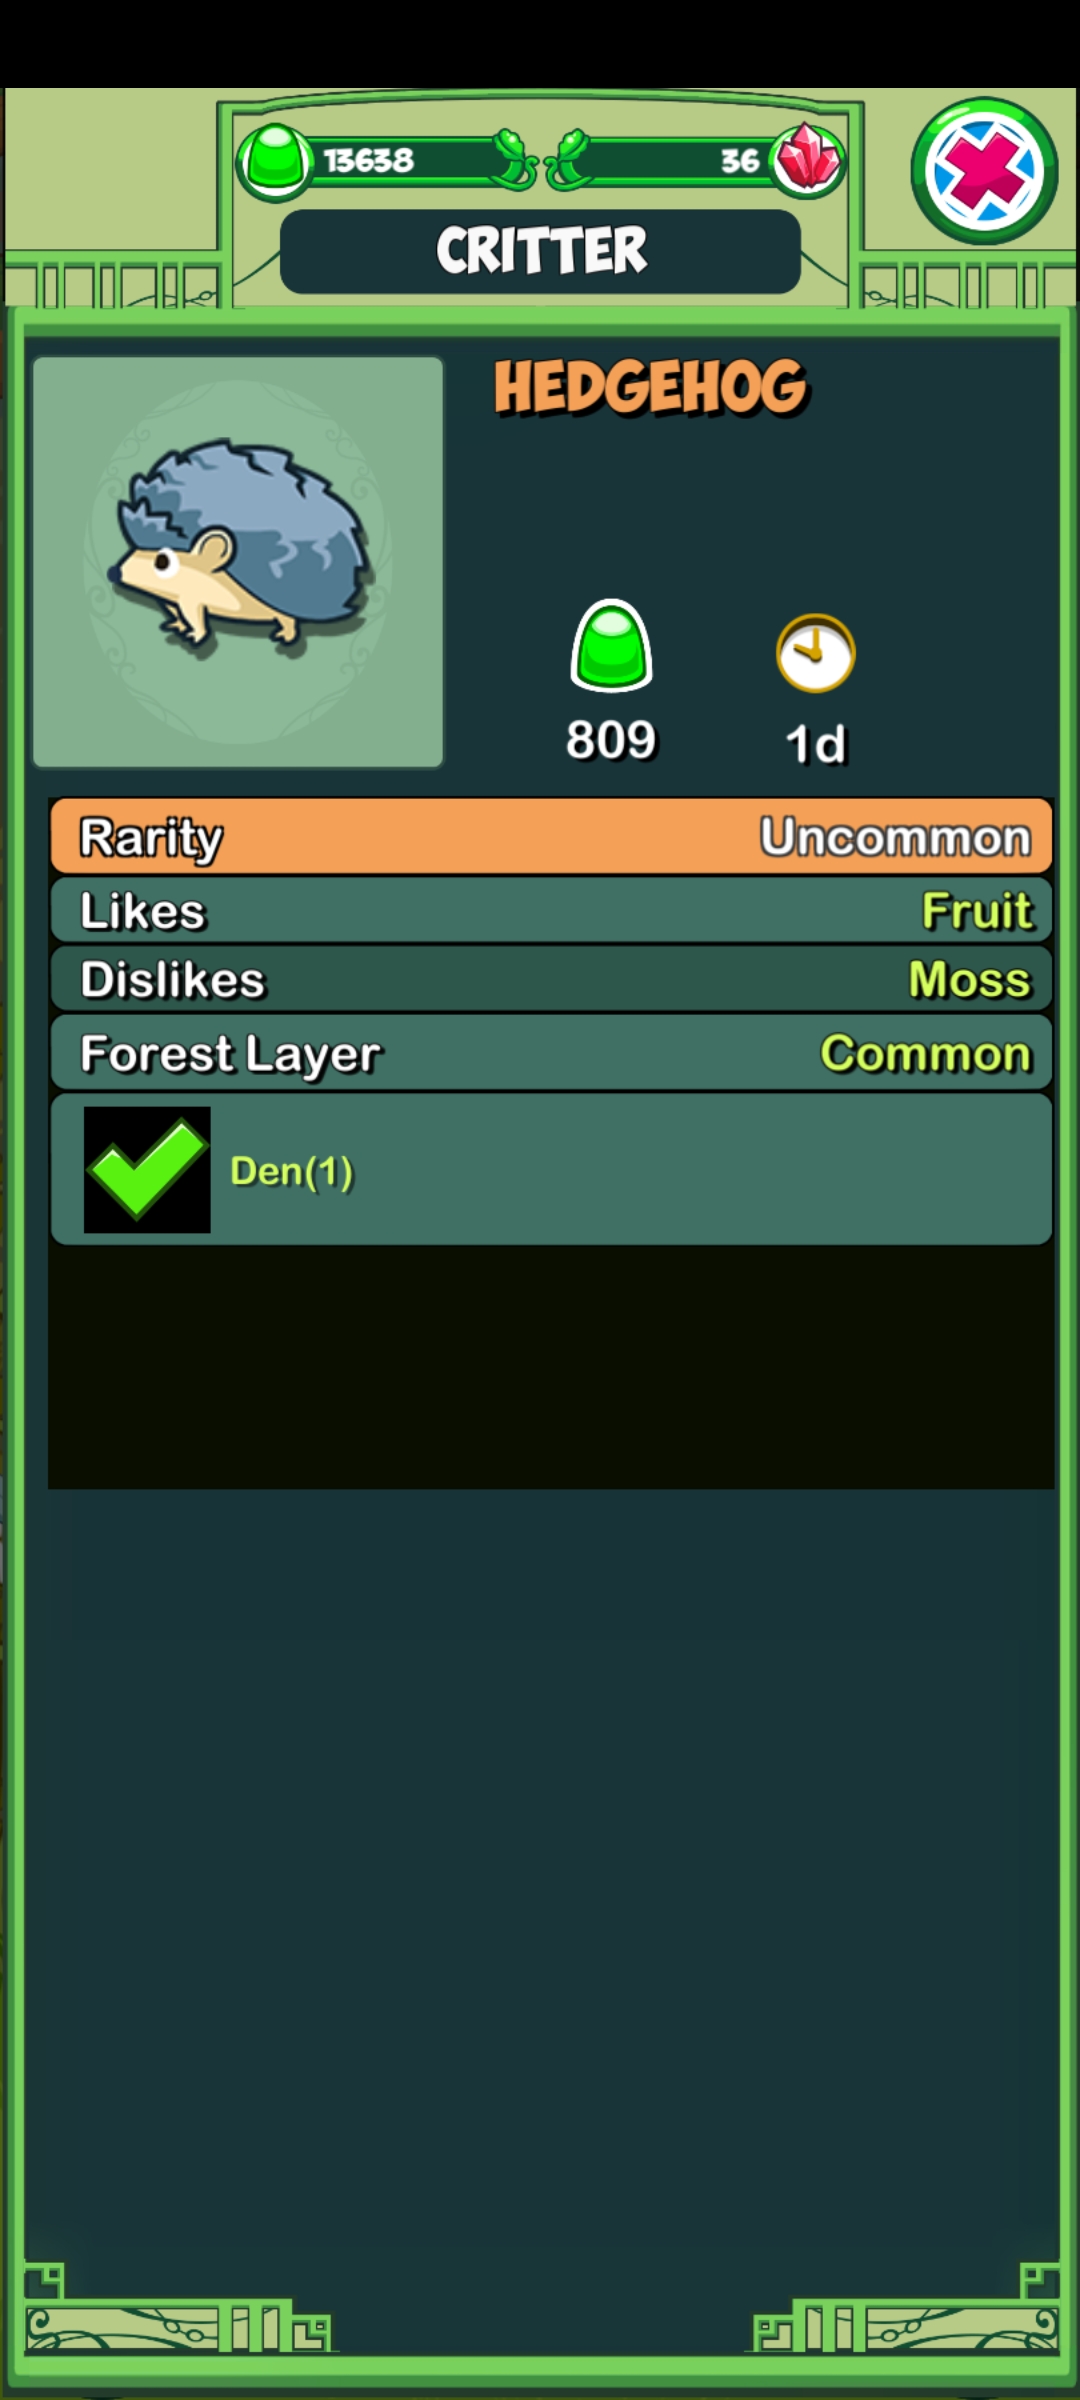 13638
36
CRITTER
HEDGEHOG
809
1d
Rarity Uncommon
Likes Fruit
Dislikes Moss
Forest Layer Common
Den(1)